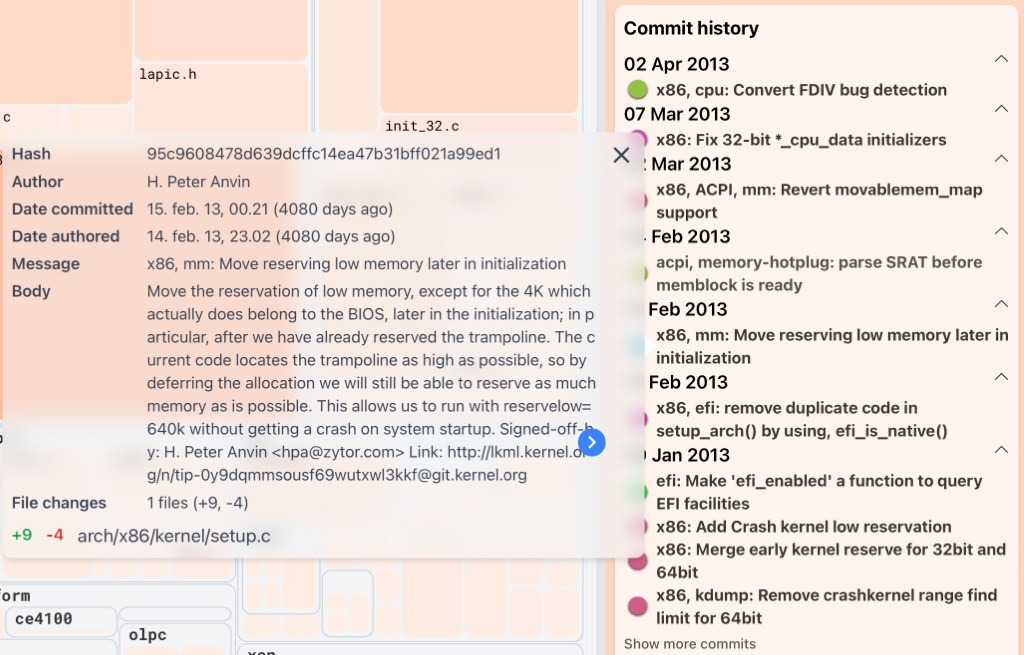 lapic.h
c
init_32.c
Hash 95c9608478d639dcffc14ea47b31bff021a99ed1
Author H. Peter Anvin
Date committed 15. feb. 13, 00.21 (4080 days ago)
Date authored 14. feb. 13, 23.02 (4080 days ago)
Message x86, mm: Move reserving low memory later in initialization
Body Move the reservation of low memory, except for the 4K which
actually does belong to the BIOS, later in the initialization; in p
articular, after we have already reserved the trampoline. The c
urrent code locates the trampoline as high as possible, so by
deferring the allocation we will still be able to reserve as much
memory as is possible. This allows us to run with reservelow=
640k without getting a crash on system startup. Signed-off-b
y: H. Peter Anvin <hpa@zytor.com> Link: http://lkml.kernel.or
g/n/tip-0y9dqmmsousf69wutxwl3kkf@git.kernel.org
File changes 1 files (+9, -4)
+9 -4 arch/x86/kernel/setup.c
orm
ce4100
olpc
xen
Commit history
02 Apr 2013
x86, cpu: Convert FDIV bug detection
07 Mar 2013
x86: Fix 32-bit *_cpu_data initializers
Mar 2013
x86, ACPI, mm: Revert movablemem_map
support
Feb 2013
acpi, memory-hotplug: parse SRAT before
memblock is ready
Feb 2013
x86, mm: Move reserving low memory later in
initialization
Feb 2013
x86, efi: remove duplicate code in
setup_arch() by using, efi_is_native()
Jan 2013
efi: Make 'efi_enabled' a function to query
EFI facilities
x86: Add Crash kernel low reservation
x86: Merge early kernel reserve for 32bit and
64bit
x86, kdump: Remove crashkernel range find
limit for 64bit
Show more commits